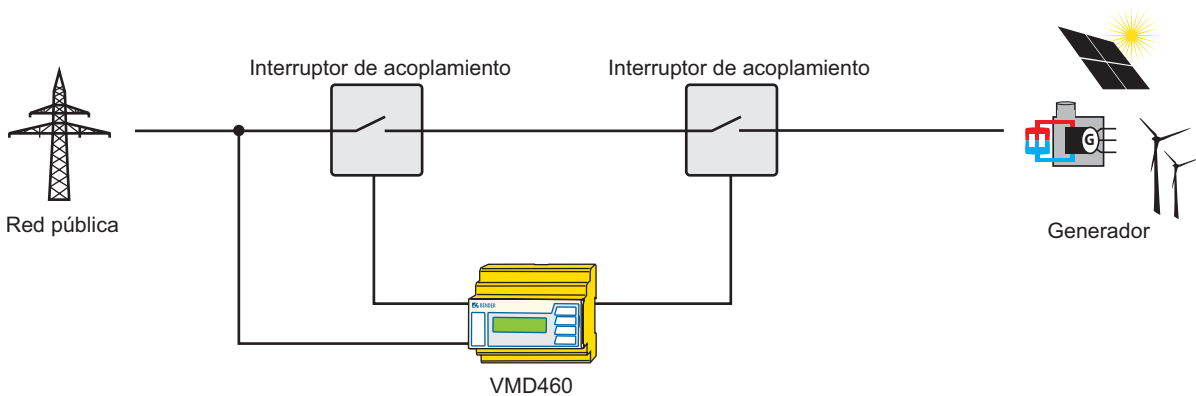 Interruptor de acoplamiento
Interruptor de acoplamiento
G
Red pública
Generador
BENDER
VMD460